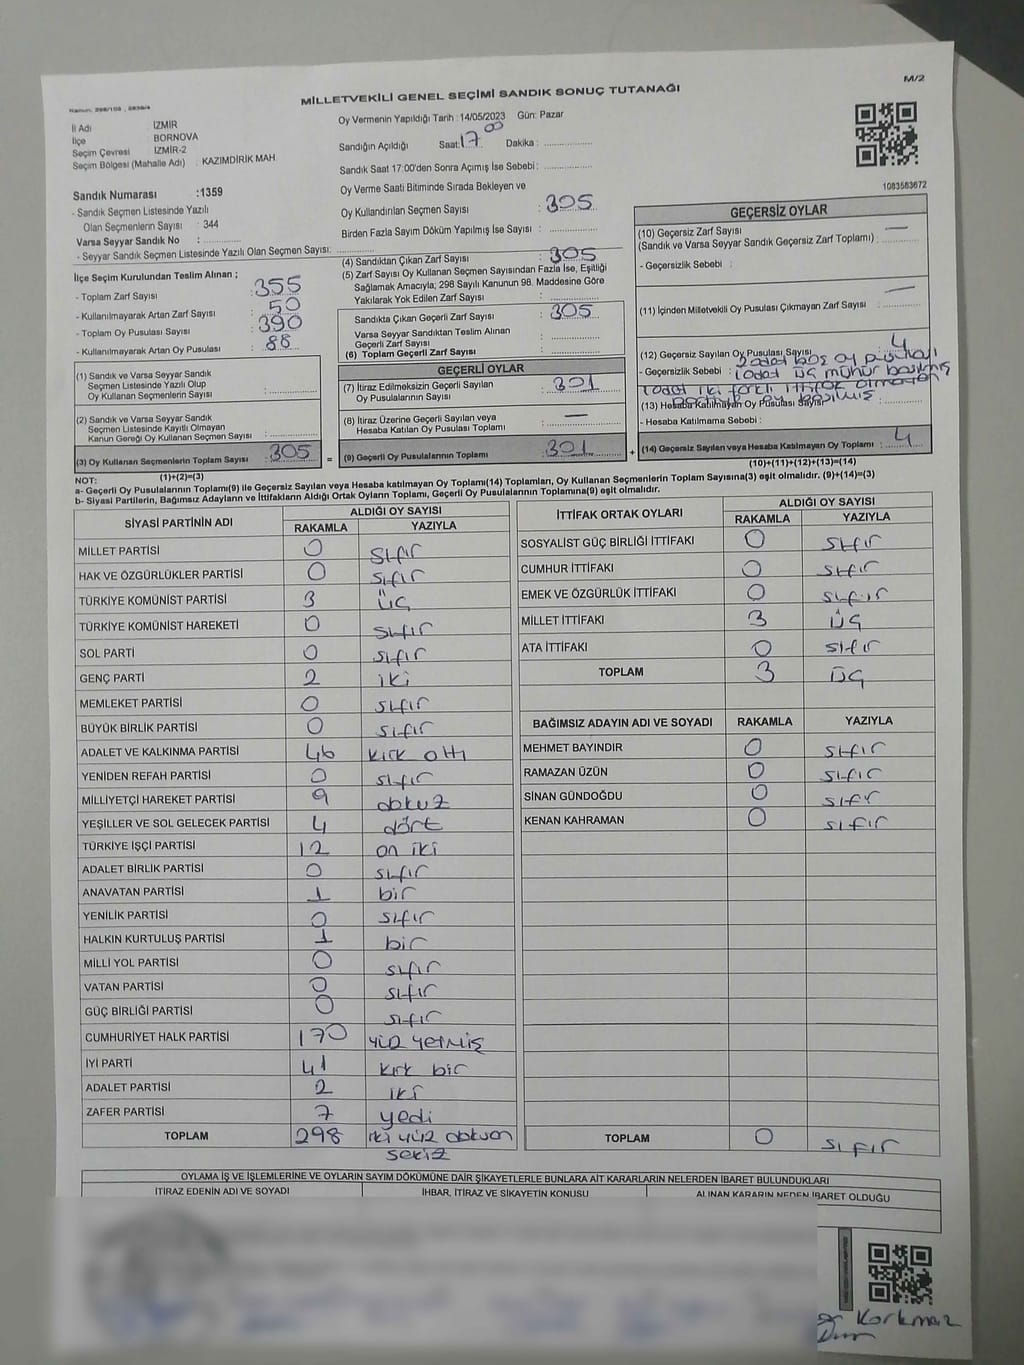 M/2
Kanun: 298/105 , 2839/4
MİLLETVEKİLİ GENEL SEÇİMİ SANDIK SONUÇ TUTANAĞI
İl Adı : İZMİR
İlçe : BORNOVA
Seçim Çevresi : İZMİR-2
Seçim Bölgesi (Mahalle Adı) : KAZIMDİRİK MAH.
Sandık Numarası :1359
- Sandık Seçmen Listesinde Yazılı
Olan Seçmenlerin Sayısı : 344
Varsa Seyyar Sandık No :
- Seyyar Sandık Seçmen Listesinde Yazılı Olan Seçmen Sayısı:
Oy Vermenin Yapıldığı Tarih : 14/05/2023 Gün: Pazar
Sandığın Açıldığı Saat: 17 00 Dakika :
Sandık Saat 17:00'den Sonra Açımış İse Sebebi:
Oy Verme Saati Bitiminde Sırada Bekleyen ve
Oy Kullandırılan Seçmen Sayısı : 305
Birden Fazla Sayım Döküm Yapılmış İse Sayısı :
1083583672
İlçe Seçim Kurulundan Teslim Alınan ;
- Toplam Zarf Sayısı : 355
- Kullanılmayarak Artan Zarf Sayısı : 50
- Toplam Oy Pusulası Sayısı : 390
- Kullanılmayarak Artan Oy Pusulası : 88
(1) Sandık ve Varsa Seyyar Sandık
Seçmen Listesinde Yazılı Olup
Oy Kullanan Seçmenlerin Sayısı :
(2) Sandık ve Varsa Seyyar Sandık
Seçmen Listesinde Kayıtlı Olmayan
Kanun Gereği Oy Kullanan Seçmen Sayısı :
(3) Oy Kullanan Seçmenlerin Toplam Sayısı : 305
(1)+(2)=(3)
(4) Sandıktan Çıkan Zarf Sayısı : 305
(5) Zarf Sayısı Oy Kullanan Seçmen Sayısından Fazla İse, Eşitliği
Sağlamak Amacıyla; 298 Sayılı Kanunun 98. Maddesine Göre
Yakılarak Yok Edilen Zarf Sayısı :
Sandıkta Çıkan Geçerli Zarf Sayısı : 305
Varsa Seyyar Sandıktan Teslim Alınan
Geçerli Zarf Sayısı :
(6) Toplam Geçerli Zarf Sayısı :
GEÇERLİ OYLAR
(7) İtiraz Edilmeksizin Geçerli Sayılan
Oy Pusulalarının Sayısı : 301
(8) İtiraz Üzerine Geçerli Sayılan veya
Hesaba Katılan Oy Pusulası Toplamı : —
= (9) Geçerli Oy Pusulalarının Toplamı : 301 +
GEÇERSİZ OYLAR
(10) Geçersiz Zarf Sayısı
(Sandık ve Varsa Seyyar Sandık Geçersiz Zarf Toplamı) : —
- Geçersizlik Sebebi :
(11) İçinden Milletvekili Oy Pusulası Çıkmayan Zarf Sayısı : —
(12) Geçersiz Sayılan Oy Pusulası Sayısı : 4
- Geçersizlik Sebebi : 2 adet boş oy pusulası
1 adet üç mühür basılmış
1 adet iki farklı ittifak olmayan
(13) Hesaba Katılmayan Oy Pusulası Sayısı :
- Hesaba Katılmama Sebebi :
(14) Geçersiz Sayılan veya Hesaba Katılmayan Oy Toplamı : 4
(10)+(11)+(12)+(13)=(14)
NOT:
a- Geçerli Oy Pusulalarının Toplamı(9) ile Geçersiz Sayılan veya Hesaba katılmayan Oy Toplamı(14) Toplamları, Oy Kullanan Seçmenlerin Toplam Sayısına(3) eşit olmalıdır. (9)+(14)=(3)
b- Siyasi Partilerin, Bağımsız Adayların ve İttifakların Aldığı Ortak Oyların Toplamı, Geçerli Oy Pusulalarının Toplamına(9) eşit olmalıdır.
SİYASİ PARTİNİN ADI ALDIĞI OY SAYISI
RAKAMLA YAZIYLA
MİLLET PARTİSİ 0 sıfır
HAK VE ÖZGÜRLÜKLER PARTİSİ 0 sıfır
TÜRKİYE KOMÜNİST PARTİSİ 3 üç
TÜRKİYE KOMÜNİST HAREKETİ 0 sıfır
SOL PARTİ 0 sıfır
GENÇ PARTİ 2 iki
MEMLEKET PARTİSİ 0 sıfır
BÜYÜK BİRLİK PARTİSİ 0 sıfır
ADALET VE KALKINMA PARTİSİ 46 kırk altı
YENİDEN REFAH PARTİSİ 0 sıfır
MİLLİYETÇİ HAREKET PARTİSİ 9 dokuz
YEŞİLLER VE SOL GELECEK PARTİSİ 4 dört
TÜRKİYE İŞÇİ PARTİSİ 12 on iki
ADALET BİRLİK PARTİSİ 0 sıfır
ANAVATAN PARTİSİ 1 bir
YENİLİK PARTİSİ 0 sıfır
HALKIN KURTULUŞ PARTİSİ 1 bir
MİLLİ YOL PARTİSİ 0 sıfır
VATAN PARTİSİ 0 sıfır
GÜÇ BİRLİĞİ PARTİSİ 0 sıfır
CUMHURİYET HALK PARTİSİ 170 yüz yetmiş
İYİ PARTİ 41 kırk bir
ADALET PARTİSİ 2 iki
ZAFER PARTİSİ 7 yedi
TOPLAM 298 iki yüz doksan
sekiz
İTTİFAK ORTAK OYLARI ALDIĞI OY SAYISI
RAKAMLA YAZIYLA
SOSYALİST GÜÇ BİRLİĞİ İTTİFAKI 0 sıfır
CUMHUR İTTİFAKI 0 sıfır
EMEK VE ÖZGÜRLÜK İTTİFAKI 0 sıfır
MİLLET İTTİFAKI 3 üç
ATA İTTİFAKI 0 sıfır
TOPLAM 3 üç
BAĞIMSIZ ADAYIN ADI VE SOYADI RAKAMLA YAZIYLA
MEHMET BAYINDIR 0 sıfır
RAMAZAN ÜZÜN 0 sıfır
SİNAN GÜNDOĞDU 0 sıfır
KENAN KAHRAMAN 0 sıfır
TOPLAM 0 sıfır
OYLAMA İŞ VE İŞLEMLERİNE VE OYLARIN SAYIM DÖKÜMÜNE DAİR ŞİKAYETLERLE BUNLARA AİT KARARLARIN NELERDEN İBARET BULUNDUKLARI
İTİRAZ EDENİN ADI VE SOYADI İHBAR, İTİRAZ VE ŞİKAYETİN KONUSU ALINAN KARARIN NEDEN İBARET OLDUĞU
Korkmaz